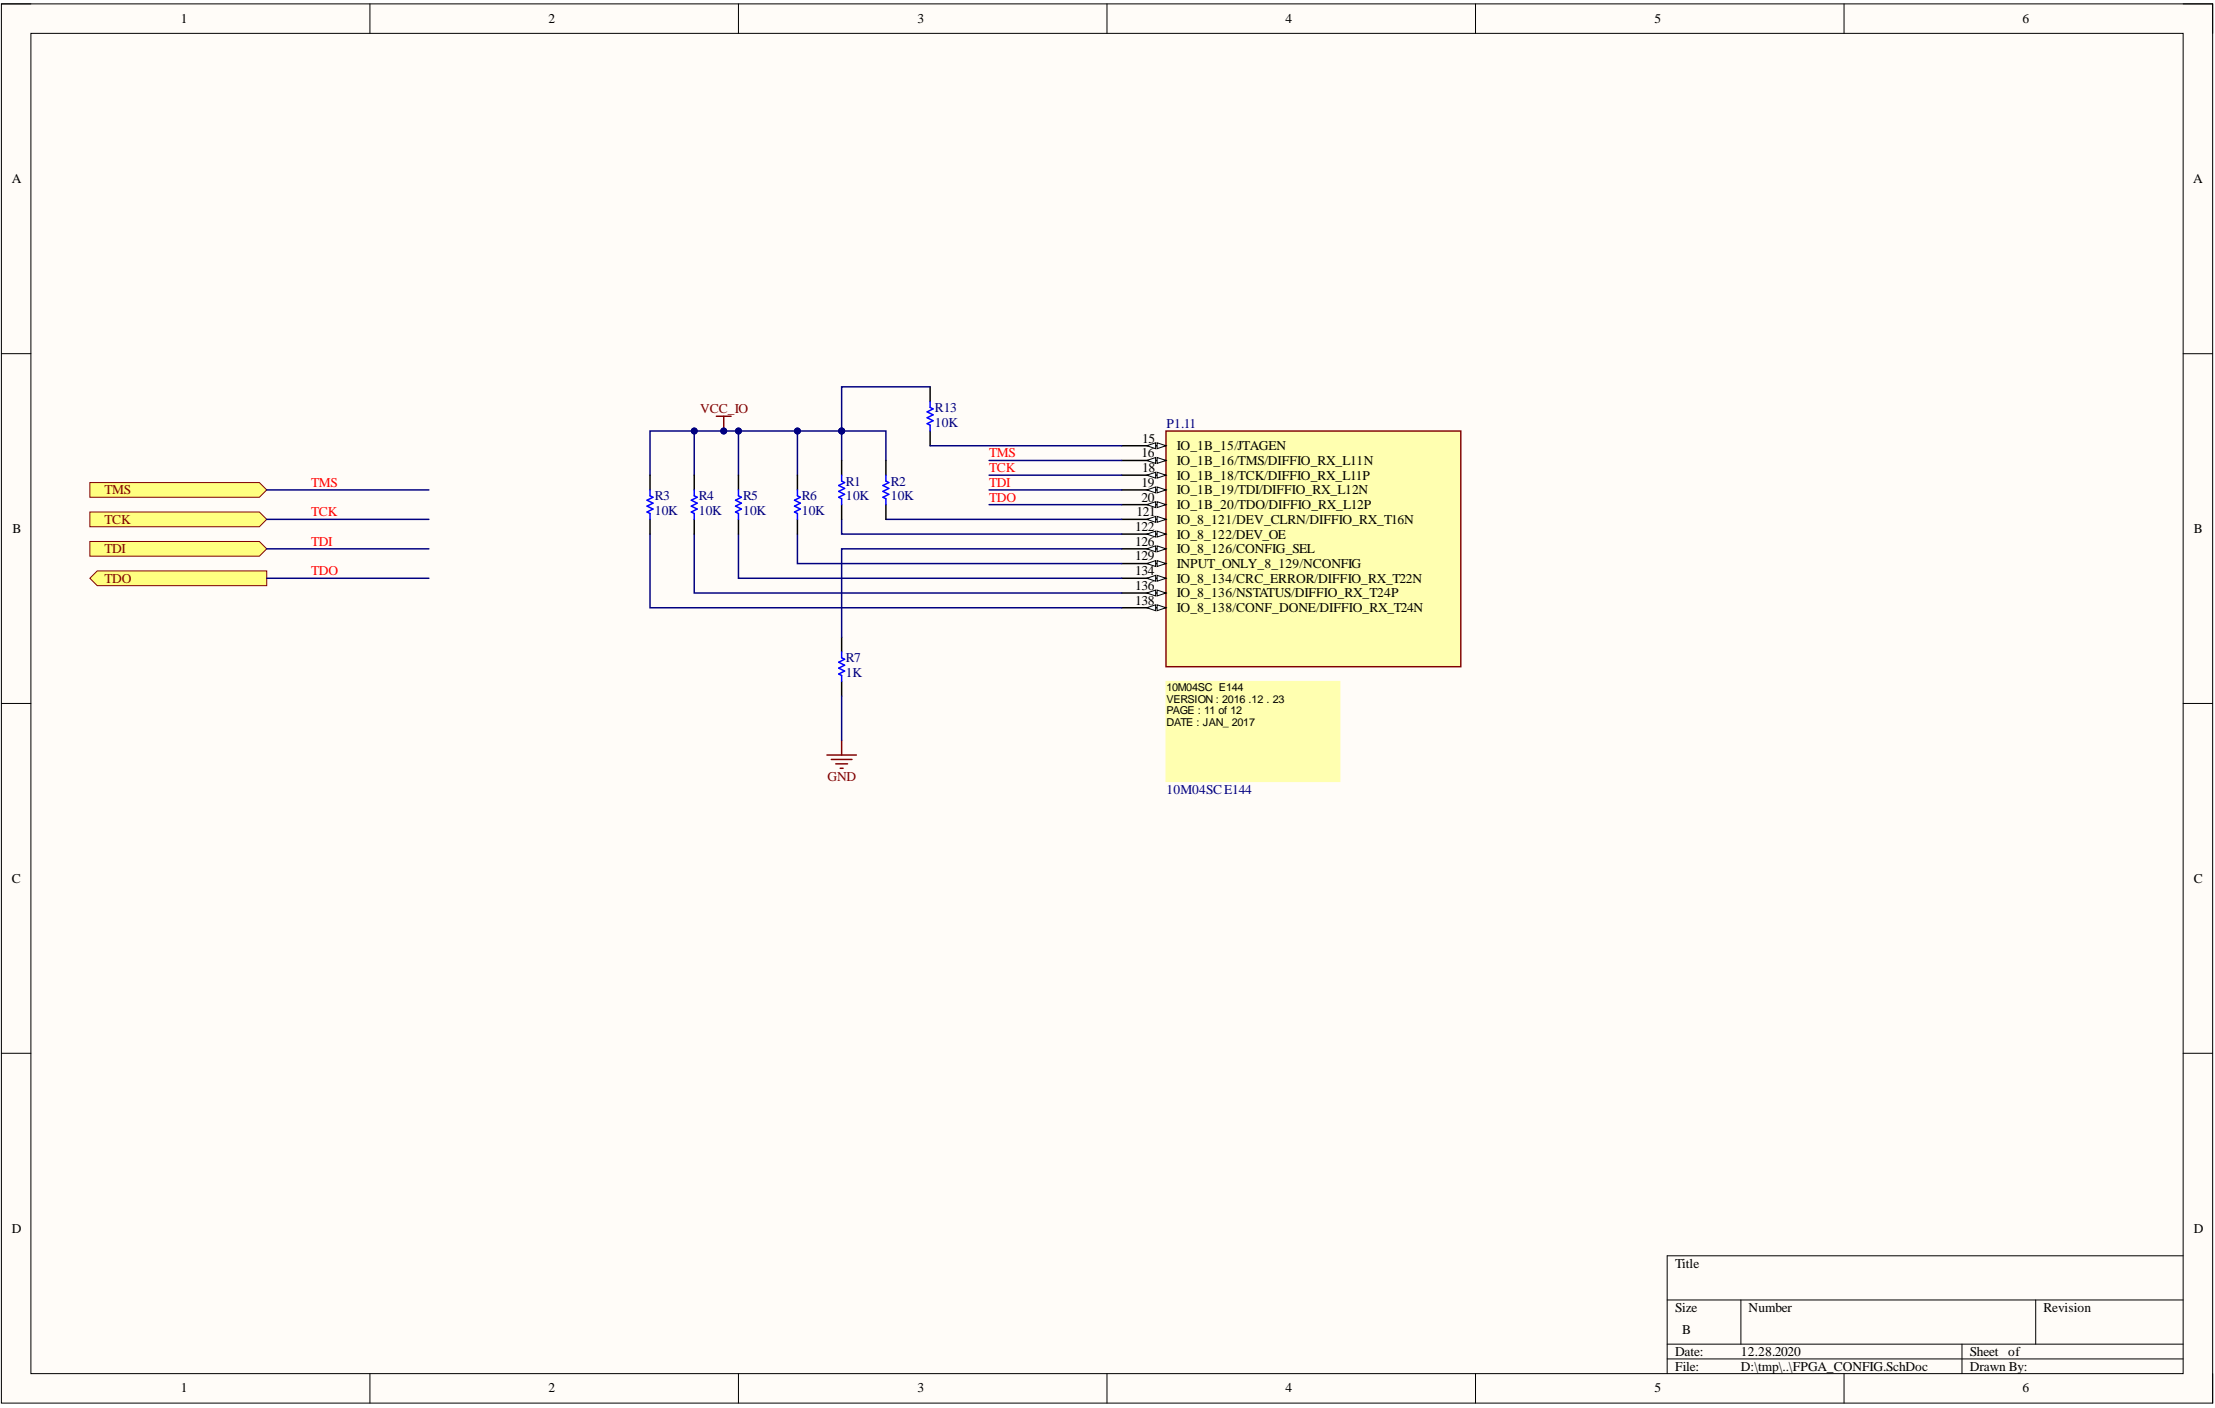 1 2 3 4 5 6
A A
VCC_IO
R13
10K
P1.11
15 IO_1B_15/JTAGEN
TMS 16 IO_1B_16/TMS/DIFFIO_RX_L11N
TCK 18 IO_1B_18/TCK/DIFFIO_RX_L11P
TDI 19 IO_1B_19/TDI/DIFFIO_RX_L12N
TDO 20 IO_1B_20/TDO/DIFFIO_RX_L12P
121 IO_8_121/DEV_CLRN/DIFFIO_RX_T16N
122 IO_8_122/DEV_OE
126 IO_8_126/CONFIG_SEL
129 INPUT_ONLY_8_129/NCONFIG
134 IO_8_134/CRC_ERROR/DIFFIO_RX_T22N
136 IO_8_136/NSTATUS/DIFFIO_RX_T24P
138 IO_8_138/CONF_DONE/DIFFIO_RX_T24N
TMS TMS
TCK TCK
TDI TDI
TDO TDO
R3
10K
R4
10K
R5
10K
R6
10K
R1
10K
R2
10K
B B
R7
1K
GND
10M04SC E144
VERSION : 2016 .12 . 23
PAGE : 11 of 12
DATE : JAN_ 2017
10M04SCE144
C C
D D
Title
Size Number Revision
B
Date: 12.28.2020 Sheet of
File: D:\tmp\..\FPGA_CONFIG.SchDoc Drawn By:
1 2 3 4 5 6